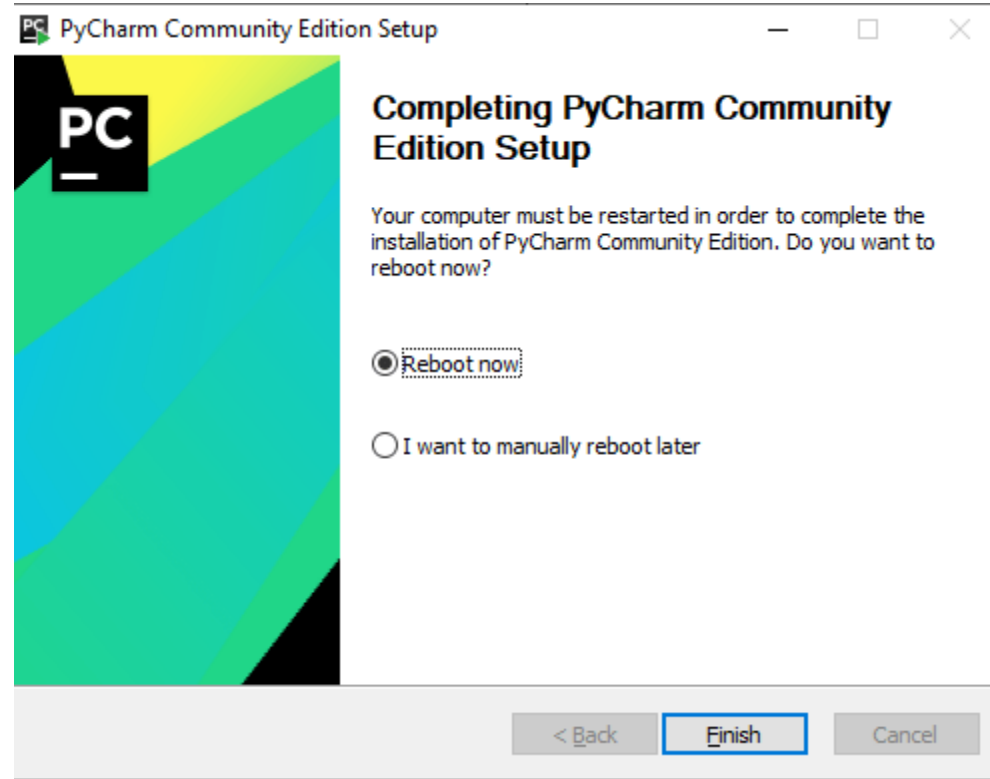 PyCharm Community Edition Setup
PC
Completing PyCharm Community
Edition Setup
Your computer must be restarted in order to complete the
installation of PyCharm Community Edition. Do you want to
reboot now?
Reboot now
I want to manually reboot later
< Back
Finish
Cancel